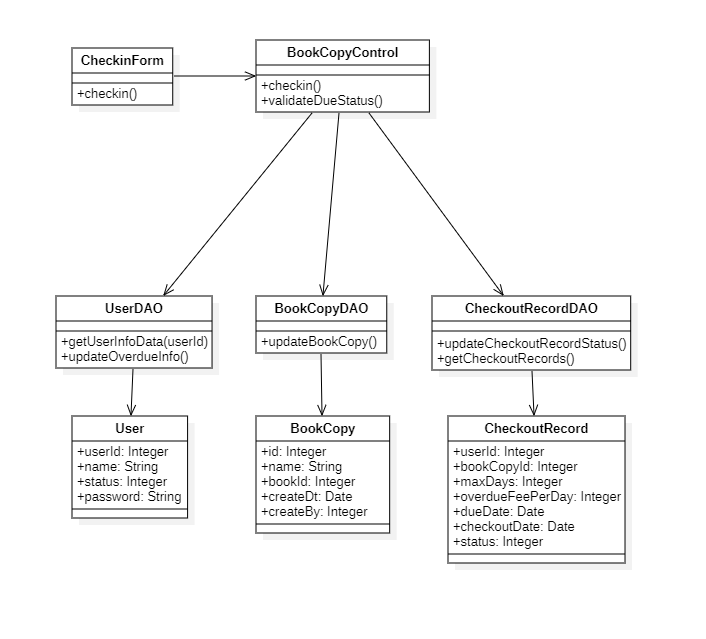 CheckinForm
+checkin()
BookCopyControl
+checkin()
+validateDueStatus()
UserDAO
+getUserInfoData(userId)
+updateOverdueInfo()
BookCopyDAO
+updateBookCopy()
CheckoutRecordDAO
+updateCheckoutRecordStatus()
+getCheckoutRecords()
User
+userId: Integer
+name: String
+status: Integer
+password: String
BookCopy
+id: Integer
+name: String
+bookId: Integer
+createDt: Date
+createBy: Integer
CheckoutRecord
+userId: Integer
+bookCopyId: Integer
+maxDays: Integer
+overdueFeePerDay: Integer
+dueDate: Date
+checkoutDate: Date
+status: Integer